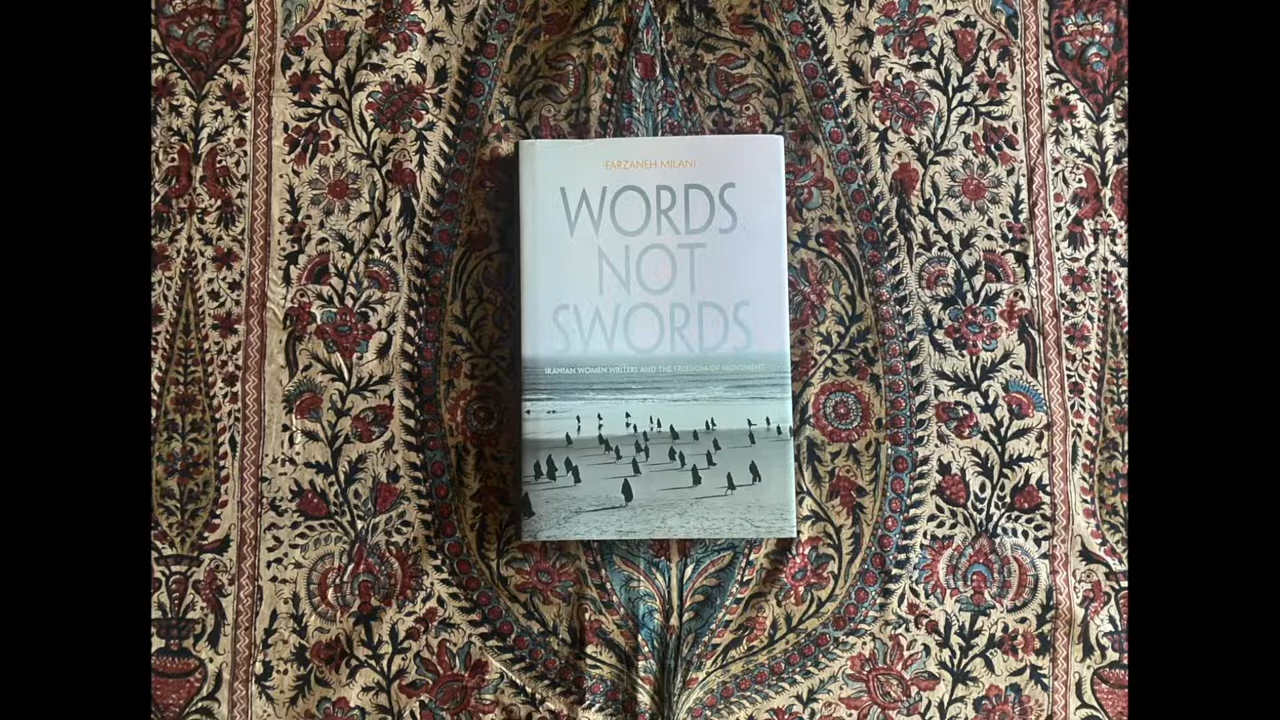 FARZANEH MILANI
WORDS
NOT
SWORDS
IRANIAN WOMEN WRITERS AND THE FREEDOM OF MOVEMENT